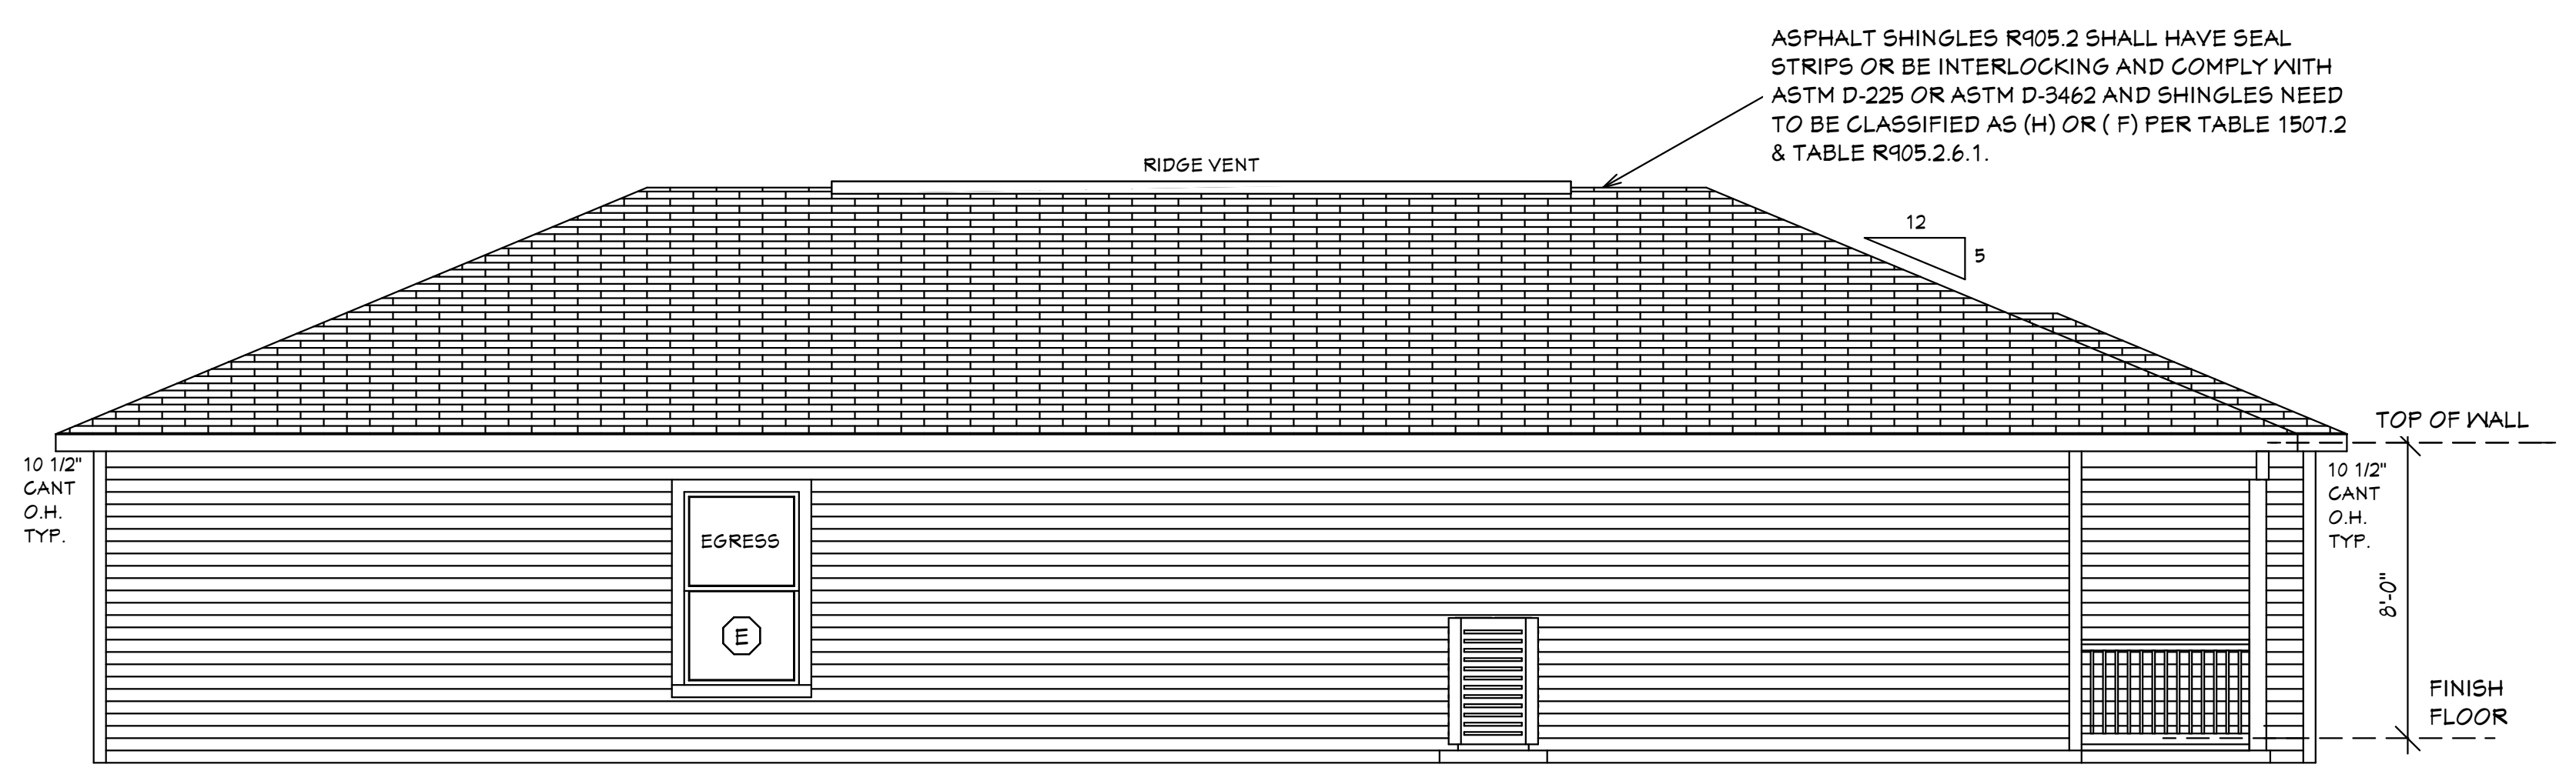 ASPHALT SHINGLES R905.2 SHALL HAVE SEAL
STRIPS OR BE INTERLOCKING AND COMPLY WITH
ASTM D-225 OR ASTM D-3462 AND SHINGLES NEED
TO BE CLASSIFIED AS (H) OR ( F) PER TABLE 1507.2
& TABLE R905.2.6.1.
RIDGE VENT
12
5
TOP OF WALL
10 1/2"
CANT
O.H.
TYP.
10 1/2"
CANT
O.H.
TYP.
EGRESS
E
8'-0"
FINISH
FLOOR